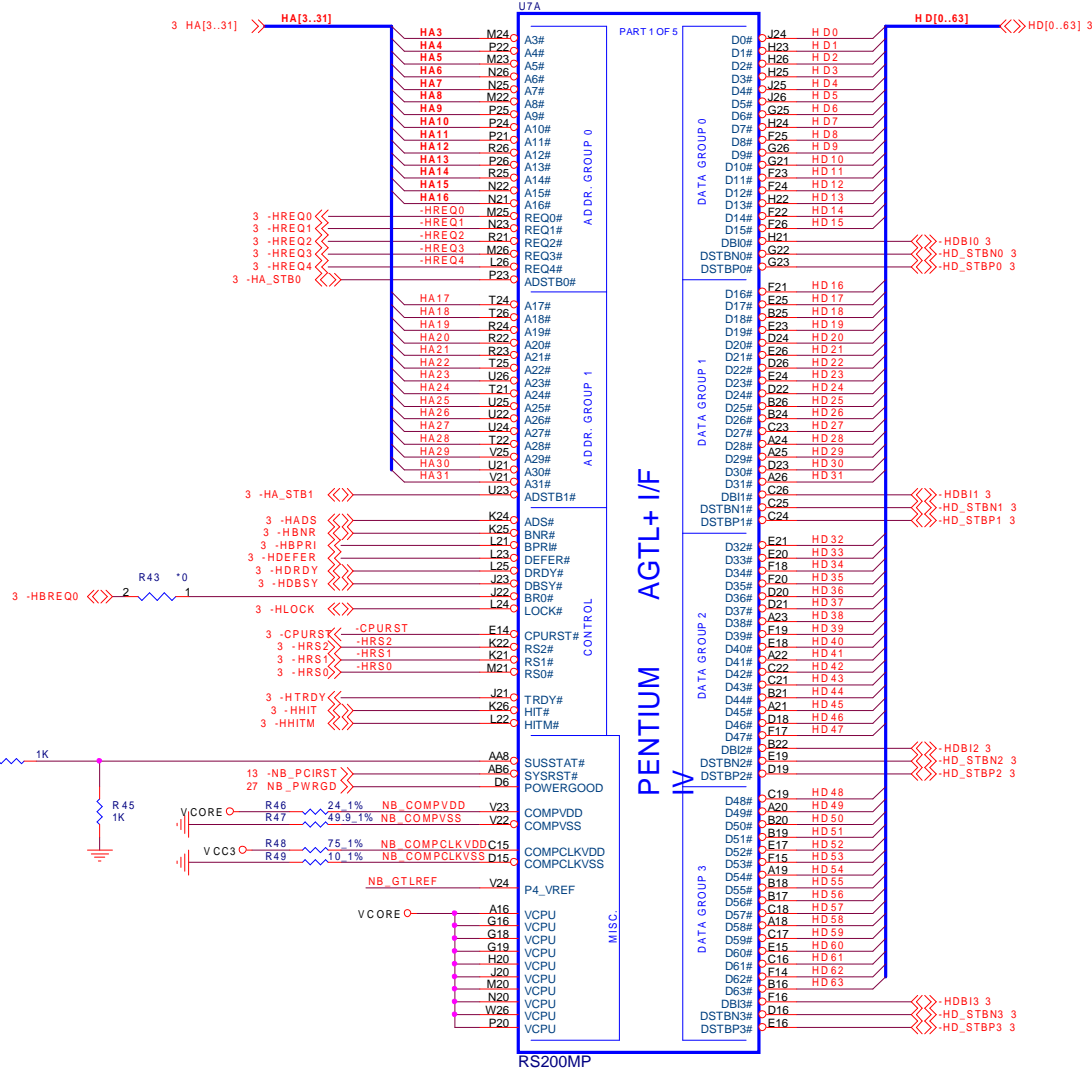 U7A
3 HA[3..31] HA[3..31]
HD[0..63] HD[0..63] 3
PART 1 OF 5
HA3 M24 A3#
HA4 P22 A4#
HA5 M23 A5#
HA6 N26 A6#
HA7 N25 A7#
HA8 M22 A8#
HA9 P25 A9#
HA10 P24 A10#
HA11 P21 A11#
HA12 R26 A12#
HA13 P26 A13#
HA14 R25 A14#
HA15 N22 A15#
HA16 N21 A16#
3 -HREQ0 -HREQ0 M25 REQ0#
3 -HREQ1 -HREQ1 N23 REQ1#
3 -HREQ2 -HREQ2 R21 REQ2#
3 -HREQ3 -HREQ3 M26 REQ3#
3 -HREQ4 -HREQ4 L26 REQ4#
3 -HA_STB0 P23 ADSTB0#
ADDR. GROUP 0
HA17 T24 A17#
HA18 T26 A18#
HA19 R24 A19#
HA20 R22 A20#
HA21 R23 A21#
HA22 T25 A22#
HA23 U26 A23#
HA24 T21 A24#
HA25 U25 A25#
HA26 U22 A26#
HA27 U24 A27#
HA28 T22 A28#
HA29 V25 A29#
HA30 U21 A30#
HA31 V21 A31#
3 -HA_STB1 U23 ADSTB1#
ADDR. GROUP 1
3 -HADS K24 ADS#
3 -HBNR K25 BNR#
3 -HBPRI L21 BPRI#
3 -HDEFER L23 DEFER#
3 -HDRDY L25 DRDY#
3 -HDBSY J23 DBSY#
3 -HBREQ0 2 R43 *0 1 J22 BR0#
3 -HLOCK L24 LOCK#
3 -CPURST -CPURST E14 CPURST#
3 -HRS2 -HRS2 K22 RS2#
3 -HRS1 -HRS1 K21 RS1#
3 -HRS0 -HRS0 M21 RS0#
3 -HTRDY J21 TRDY#
3 -HHIT K26 HIT#
3 -HHITM L22 HITM#
CONTROL
1K AA8 SUSSTAT#
13 -NB_PCIRST AB6 SYSRST#
27 NB_PWRGD D6 POWERGOOD
R45
1K
VCORE R46 24_1% NB_COMPVDD V23 COMPVDD
R47 49.9_1% NB_COMPVSS V22 COMPVSS
VCC3 R48 75_1% NB_COMPCLKVDD C15 COMPCLKVDD
R49 10_1% NB_COMPCLKVSS D15 COMPCLKVSS
NB_GTLREF V24 P4_VREF
VCORE A16 VCPU
G16 VCPU
G18 VCPU
G19 VCPU
H20 VCPU
J20 VCPU
M20 VCPU
N20 VCPU
W26 VCPU
P20 VCPU
MISC.
PENTIUM IV AGTL+ I/F
D0# J24 HD0
D1# H23 HD1
D2# H26 HD2
D3# H25 HD3
D4# J25 HD4
D5# J26 HD5
D6# G25 HD6
D7# H24 HD7
D8# F25 HD8
D9# G26 HD9
D10# G21 HD10
D11# F23 HD11
D12# F24 HD12
D13# H22 HD13
D14# F22 HD14
D15# F26 HD15
DBI0# H21 -HDBI0 3
DSTBN0# G22 -HD_STBN0 3
DSTBP0# G23 -HD_STBP0 3
DATA GROUP 0
D16# F21 HD16
D17# E25 HD17
D18# B25 HD18
D19# E23 HD19
D20# D24 HD20
D21# E26 HD21
D22# D26 HD22
D23# E24 HD23
D24# D22 HD24
D25# B26 HD25
D26# B24 HD26
D27# C23 HD27
D28# A24 HD28
D29# A25 HD29
D30# D23 HD30
D31# A26 HD31
DBI1# C26 -HDBI1 3
DSTBN1# C25 -HD_STBN1 3
DSTBP1# C24 -HD_STBP1 3
DATA GROUP 1
D32# E21 HD32
D33# E20 HD33
D34# F18 HD34
D35# F20 HD35
D36# D20 HD36
D37# D21 HD37
D38# A23 HD38
D39# F19 HD39
D40# E18 HD40
D41# A22 HD41
D42# C22 HD42
D43# C21 HD43
D44# B21 HD44
D45# A21 HD45
D46# D18 HD46
D47# F17 HD47
DBI2# B22 -HDBI2 3
DSTBN2# E19 -HD_STBN2 3
DSTBP2# D19 -HD_STBP2 3
DATA GROUP 2
D48# C19 HD48
D49# A20 HD49
D50# B20 HD50
D51# B19 HD51
D52# E17 HD52
D53# F15 HD53
D54# A19 HD54
D55# B18 HD55
D56# B17 HD56
D57# C18 HD57
D58# A18 HD58
D59# C17 HD59
D60# E15 HD60
D61# C16 HD61
D62# F14 HD62
D63# B16 HD63
DBI3# F16 -HDBI3 3
DSTBN3# D16 -HD_STBN3 3
DSTBP3# E16 -HD_STBP3 3
DATA GROUP 3
RS200MP